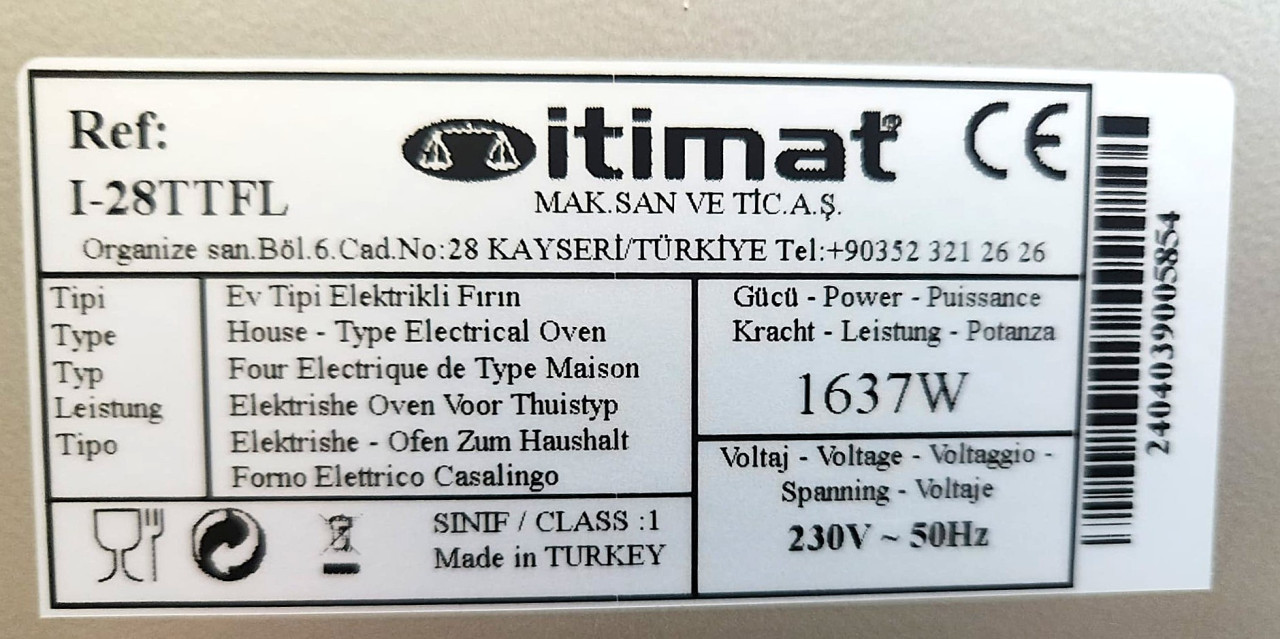 Ref:
I-28TTFL
itimat®
CE
MAK.SAN VE TİC.A.Ş.
Organize san.Böl.6.Cad.No:28 KAYSERİ/TÜRKİYE Tel:+90352 321 26 26
Tipi
Type
Typ
Leistung
Tipo
Ev Tipi Elektrikli Fırın
House - Type Electrical Oven
Four Electrique de Type Maison
Elektrishe Oven Voor Thuistyp
Elektrishe - Ofen Zum Haushalt
Forno Elettrico Casalingo
Gücü - Power - Puissance
Kracht - Leistung - Potanza
1637W
Voltaj - Voltage - Voltaggio -
Spanning - Voltaje
230V ~ 50Hz
SINIF / CLASS :1
Made in TURKEY
2404039005854